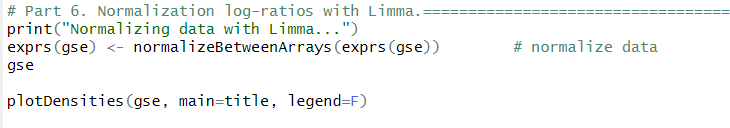 # Part 6. Normalization log-ratios with Limma.==================================
print("Normalizing data with Limma...")
exprs(gse) <- normalizeBetweenArrays(exprs(gse))        # normalize data
gse
plotDensities(gse, main=title, legend=F)